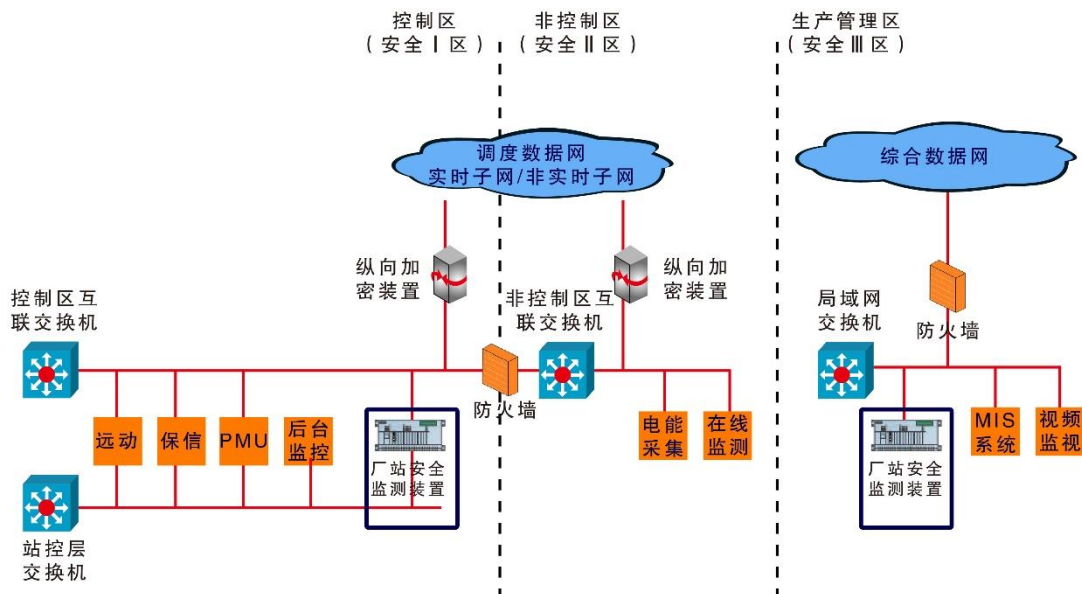 控制区
（安全Ⅰ区）
非控制区
（安全Ⅱ区）
生产管理区
（安全Ⅲ区）
调度数据网
实时子网/非实时子网
综合数据网
纵向加
密装置
纵向加
密装置
控制区互
联交换机
非控制区互
联交换机
局域网
交换机
防火墙
防火墙
远动
保信
PMU
后台
监控
厂站安全
监测装置
电能
采集
在线
监测
厂站安全
监测装置
MIS
系统
视频
监视
站控层
交换机